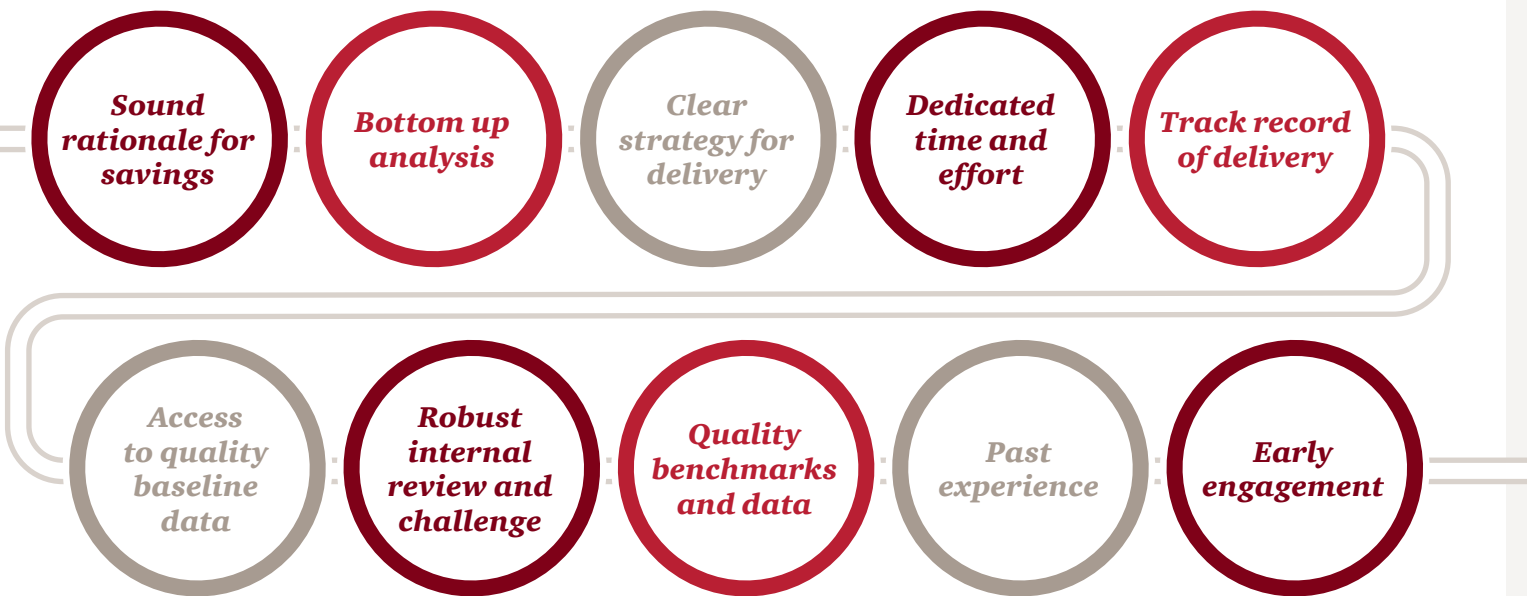 Sound
rationale for
savings
Bottom up
analysis
Clear
strategy for
delivery
Dedicated
time and
effort
Track record
of delivery
Access
to quality
baseline
data
Robust
internal
review and
challenge
Quality
benchmarks
and data
Past
experience
Early
engagement